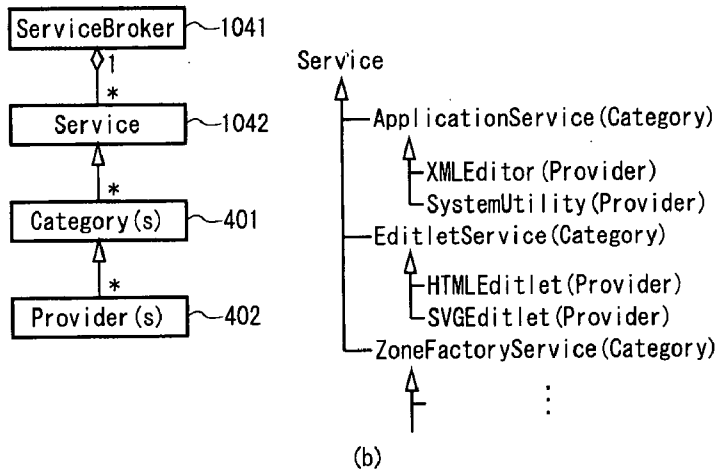 ServiceBroker 1041
1
*
Service 1042
*
Category(s) 401
*
Provider(s) 402
Service
ApplicationService(Category)
XMLEditor(Provider)
SystemUtility(Provider)
EditletService(Category)
HTMLEditlet(Provider)
SVGEditlet(Provider)
ZoneFactoryService(Category)
(b)